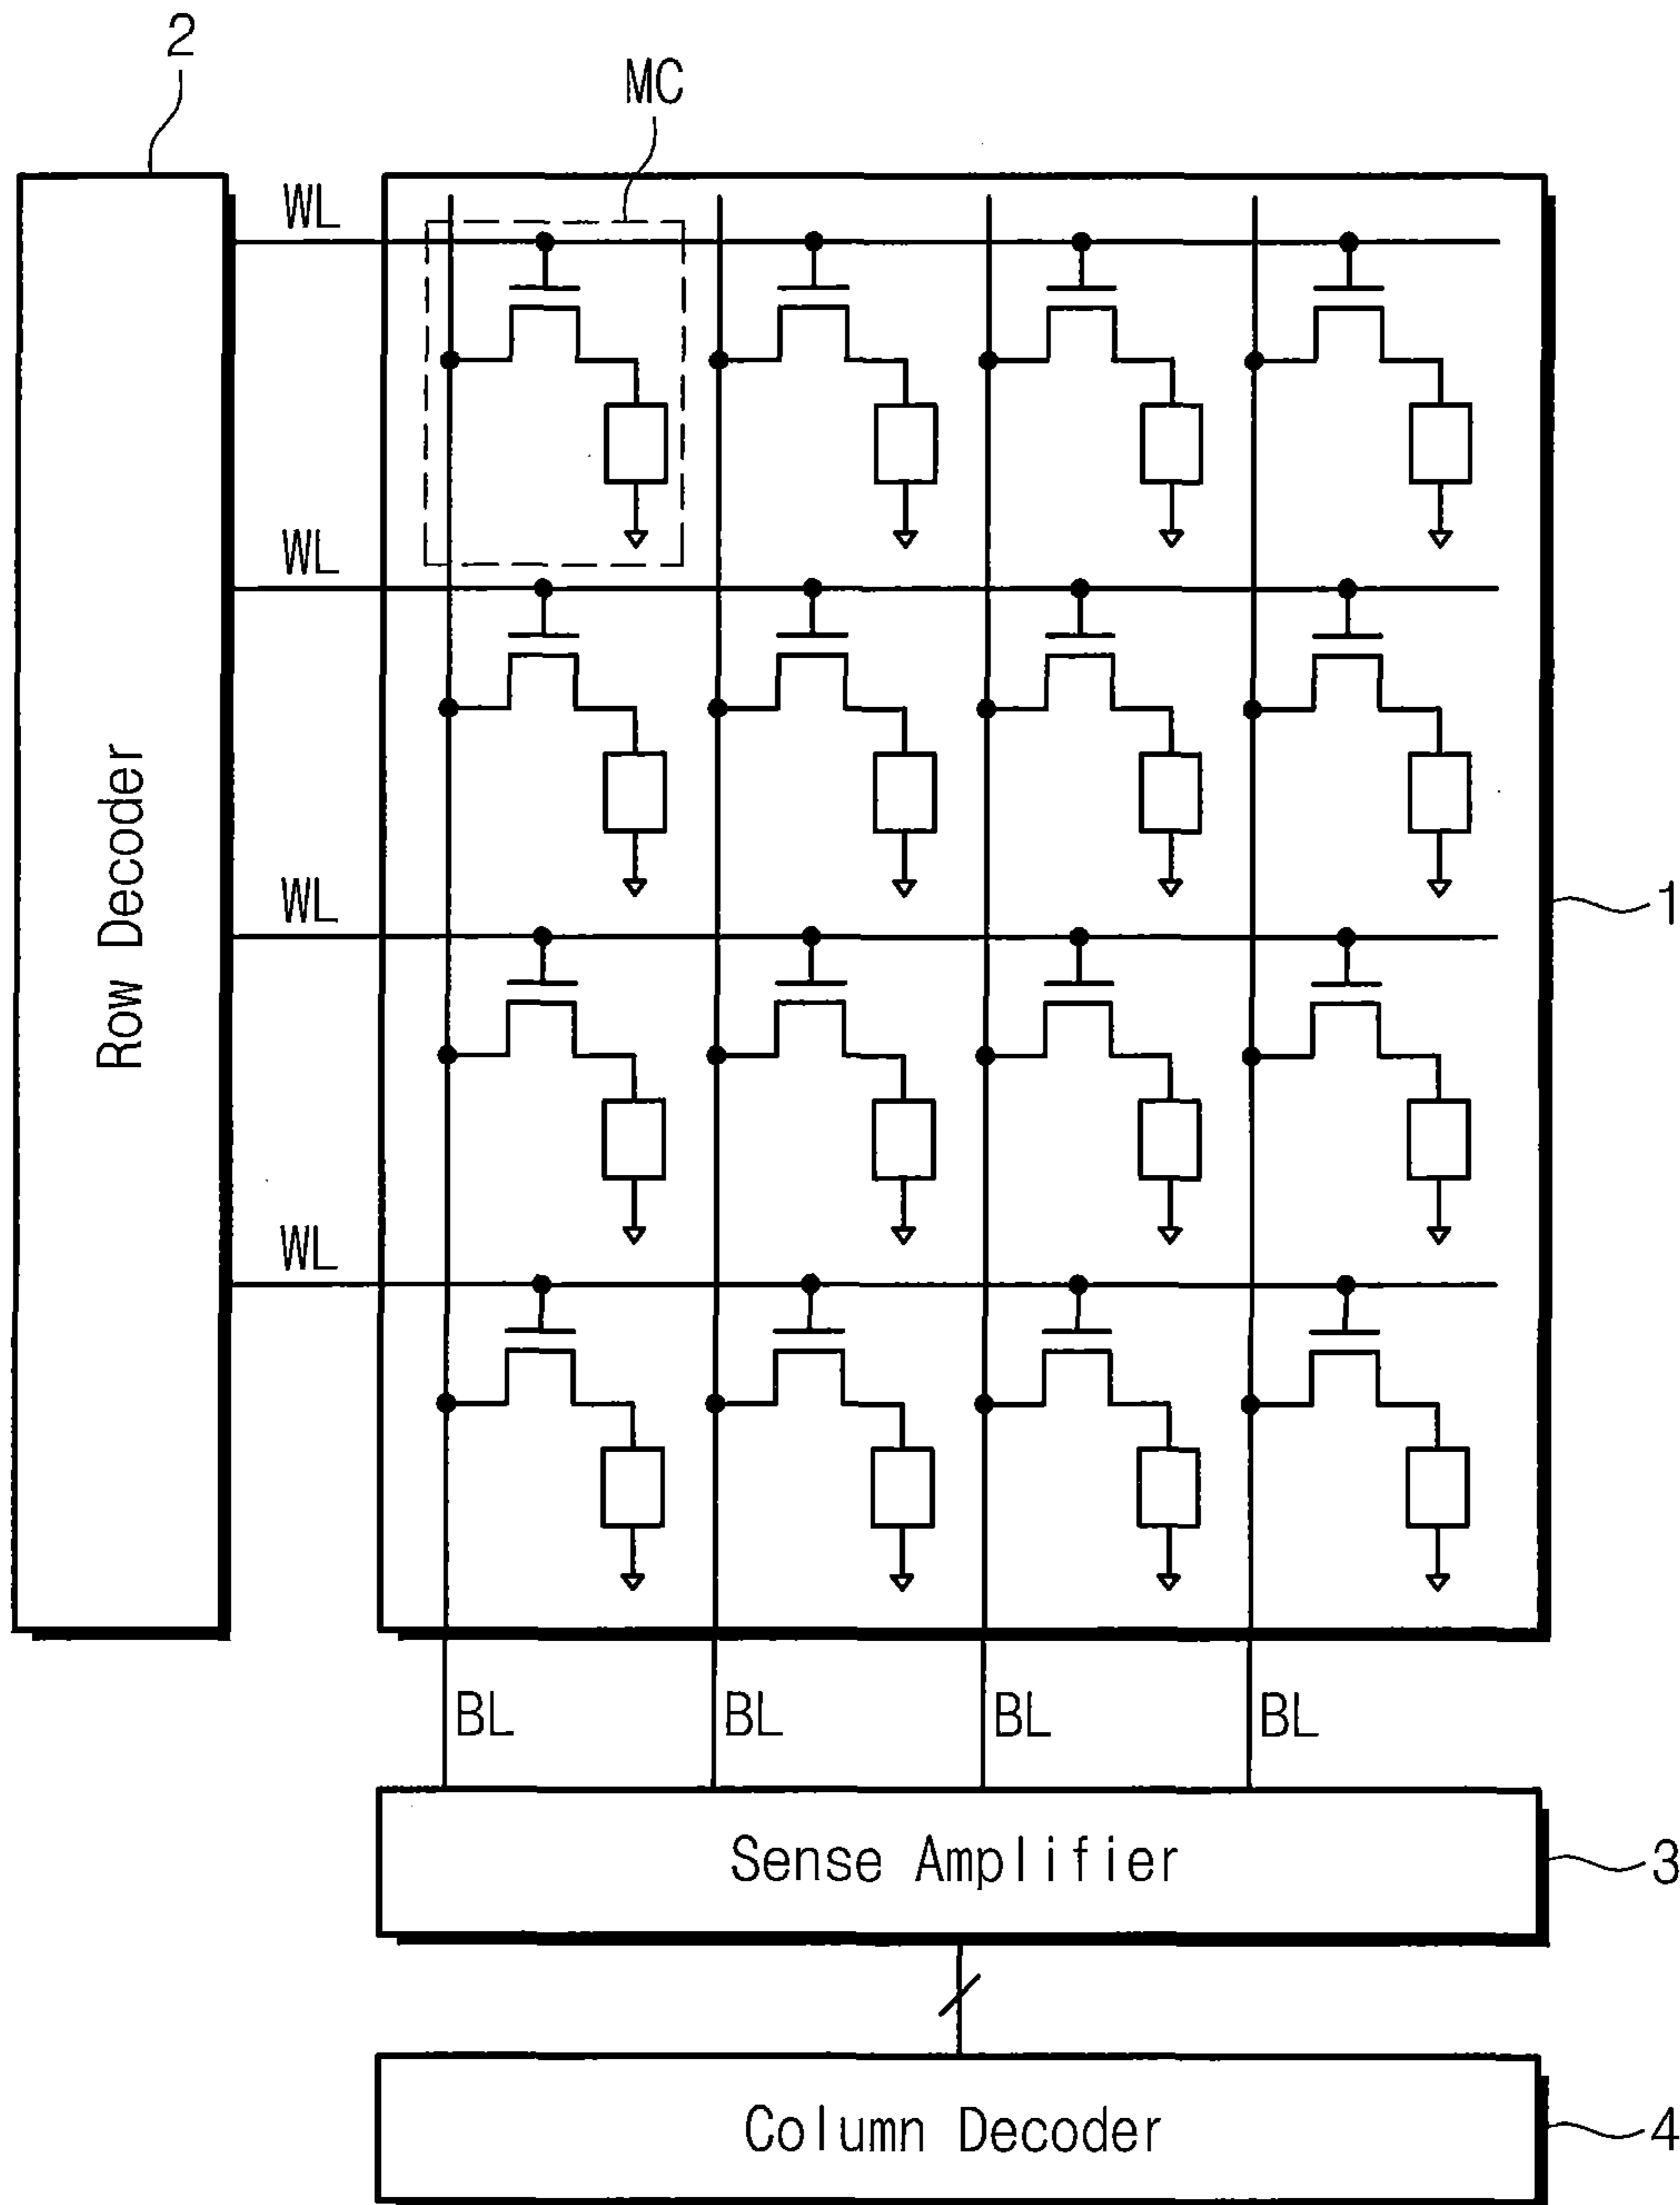 2
MC
WL
WL
Row Decoder
WL
1
WL
BL BL BL BL
Sense Amplifier
3
Column Decoder
4